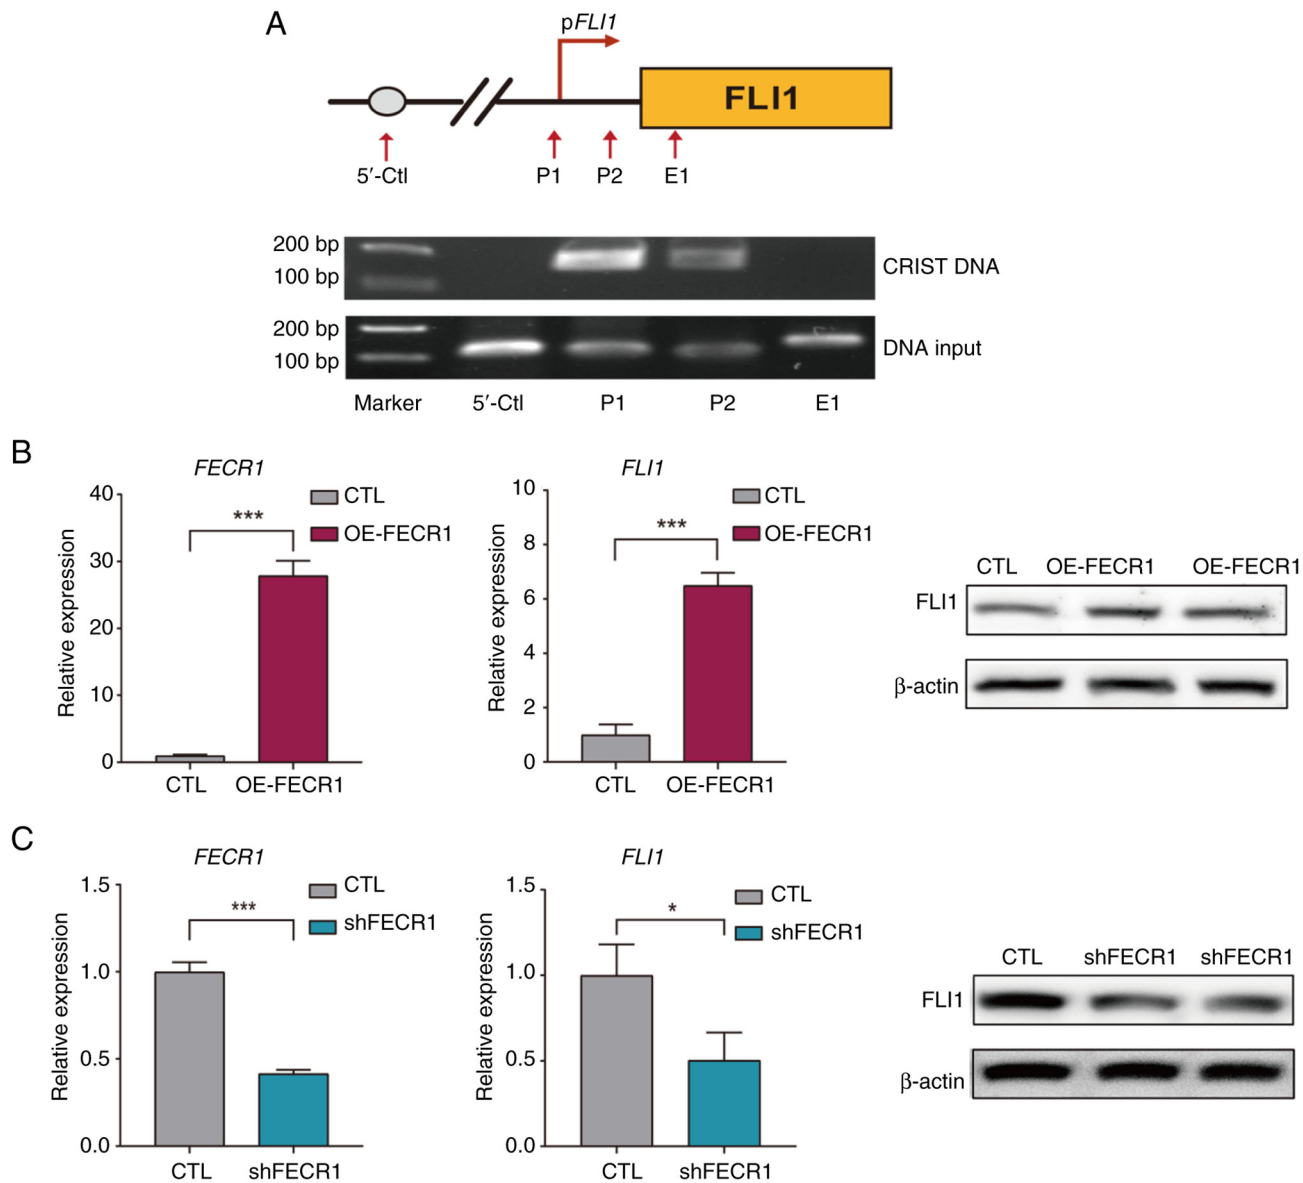 A
pFLI1
FLI1
5′-Ctl P1 P2 E1
200 bp
100 bp
CRIST DNA
200 bp
100 bp
DNA input
Marker 5′-Ctl P1 P2 E1
B
FECR1
Relative expression
40
30
20
10
0
***
CTL
OE-FECR1
CTL OE-FECR1
FLI1
Relative expression
10
8
6
4
2
0
***
CTL
OE-FECR1
CTL OE-FECR1
CTL OE-FECR1 OE-FECR1
FLI1
β-actin
C
FECR1
Relative expression
1.5
1.0
0.5
0.0
***
CTL
shFECR1
CTL shFECR1
FLI1
Relative expression
1.5
1.0
0.5
0.0
*
CTL
shFECR1
CTL shFECR1
CTL shFECR1 shFECR1
FLI1
β-actin